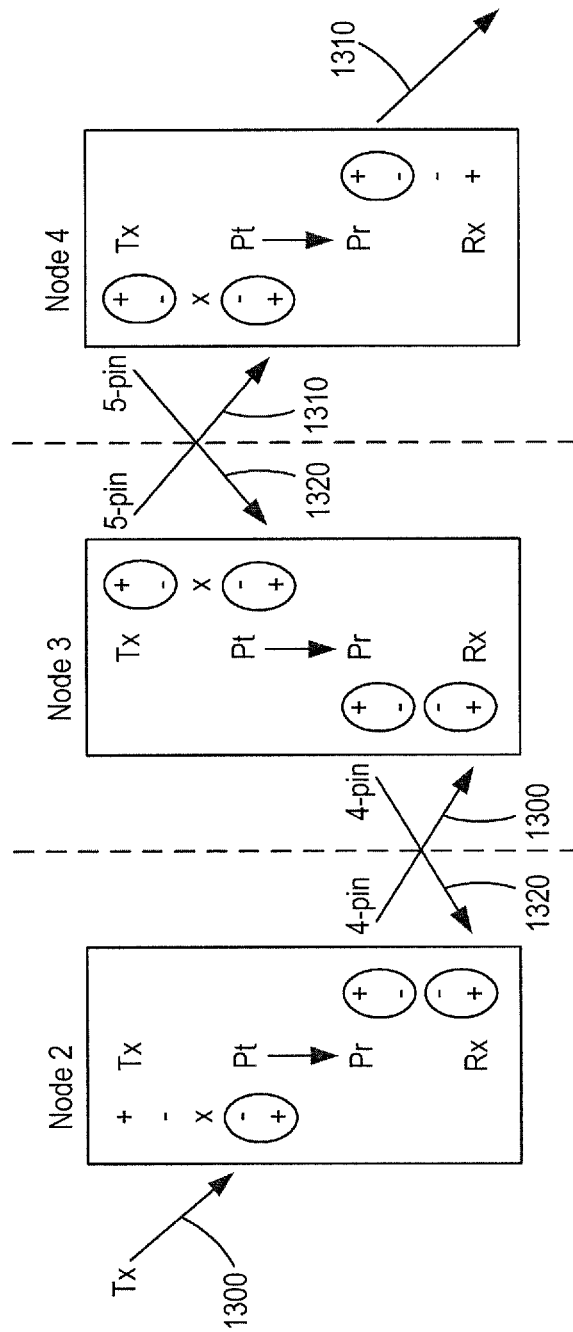 Node 2
Tx
1300
+
-
x
-
+
Tx
Pt
Pr
Rx
+
-
-
+
4-pin
4-pin
1320
1300
Node 3
Tx
Pt
Pr
Rx
+
-
-
+
+
-
x
-
+
5-pin
5-pin
1320
1310
Node 4
+
-
x
-
+
Tx
Pt
Pr
Rx
+
-
-
+
1310